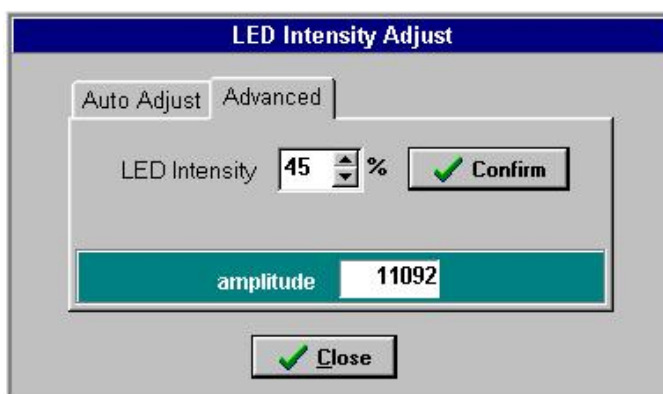 LED Intensity Adjust
Auto Adjust Advanced
LED Intensity 45 % Confirm
amplitude 11092
Close